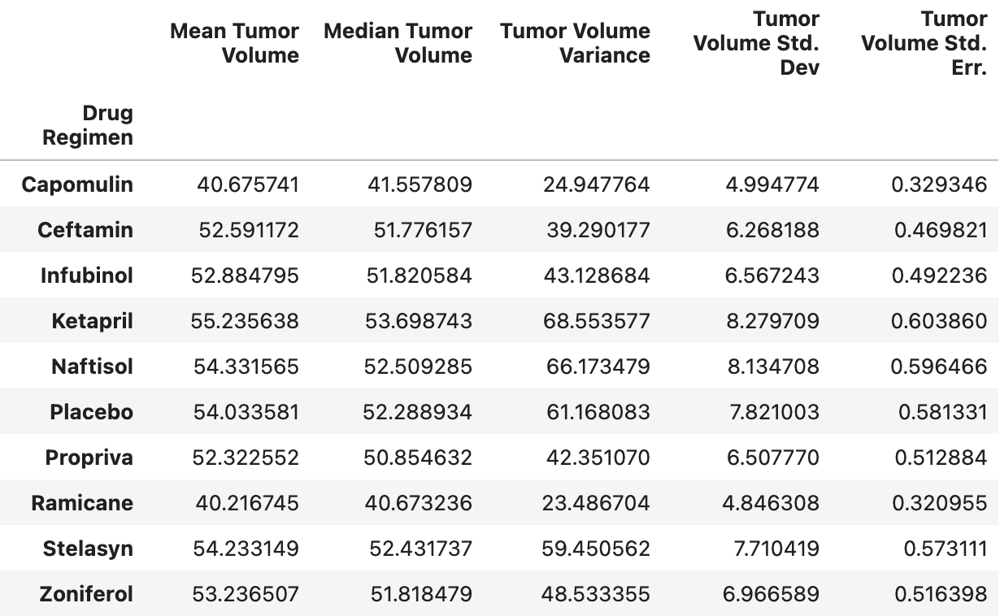 Mean Tumor Volume Median Tumor Volume Tumor Volume Variance Tumor Volume Std. Dev Tumor Volume Std. Err.
Drug Regimen
Capomulin 40.675741 41.557809 24.947764 4.994774 0.329346
Ceftamin 52.591172 51.776157 39.290177 6.268188 0.469821
Infubinol 52.884795 51.820584 43.128684 6.567243 0.492236
Ketapril 55.235638 53.698743 68.553577 8.279709 0.603860
Naftisol 54.331565 52.509285 66.173479 8.134708 0.596466
Placebo 54.033581 52.288934 61.168083 7.821003 0.581331
Propriva 52.322552 50.854632 42.351070 6.507770 0.512884
Ramicane 40.216745 40.673236 23.486704 4.846308 0.320955
Stelasyn 54.233149 52.431737 59.450562 7.710419 0.573111
Zoniferol 53.236507 51.818479 48.533355 6.966589 0.516398